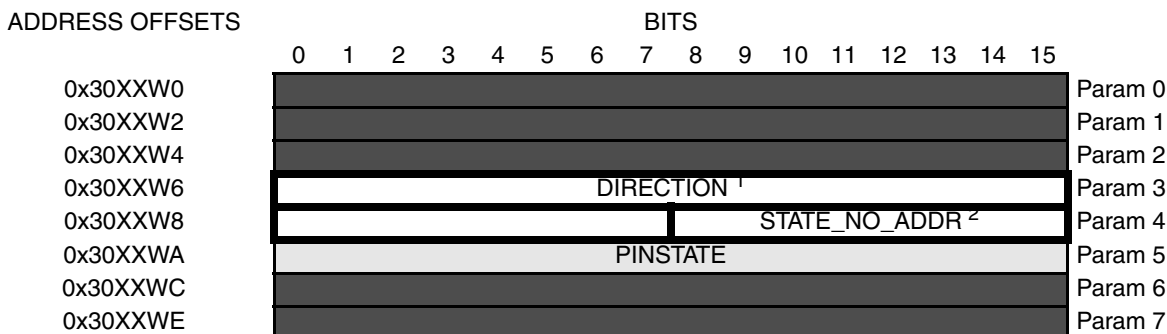 ADDRESS OFFSETS BITS
0 1 2 3 4 5 6 7 8 9 10 11 12 13 14 15
0x30XXW0 Param 0
0x30XXW2 Param 1
0x30XXW4 Param 2
0x30XXW6 DIRECTION 1 Param 3
0x30XXW8 STATE_NO_ADDR 2 Param 4
0x30XXWA PINSTATE Param 5
0x30XXWC Param 6
0x30XXWE Param 7